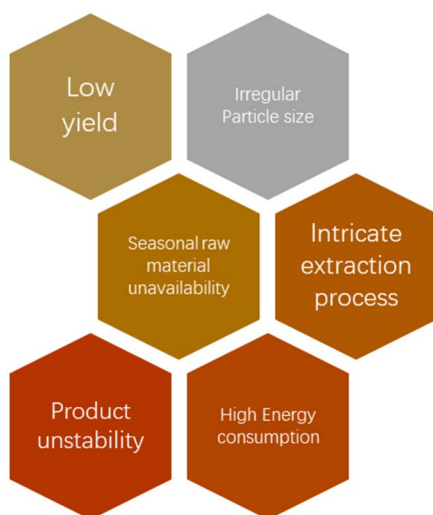 Low
yield
Irregular
Particle size
Seasonal raw
material
unavailability
Intricate
extraction
process
Product
unstability
High Energy
consumption